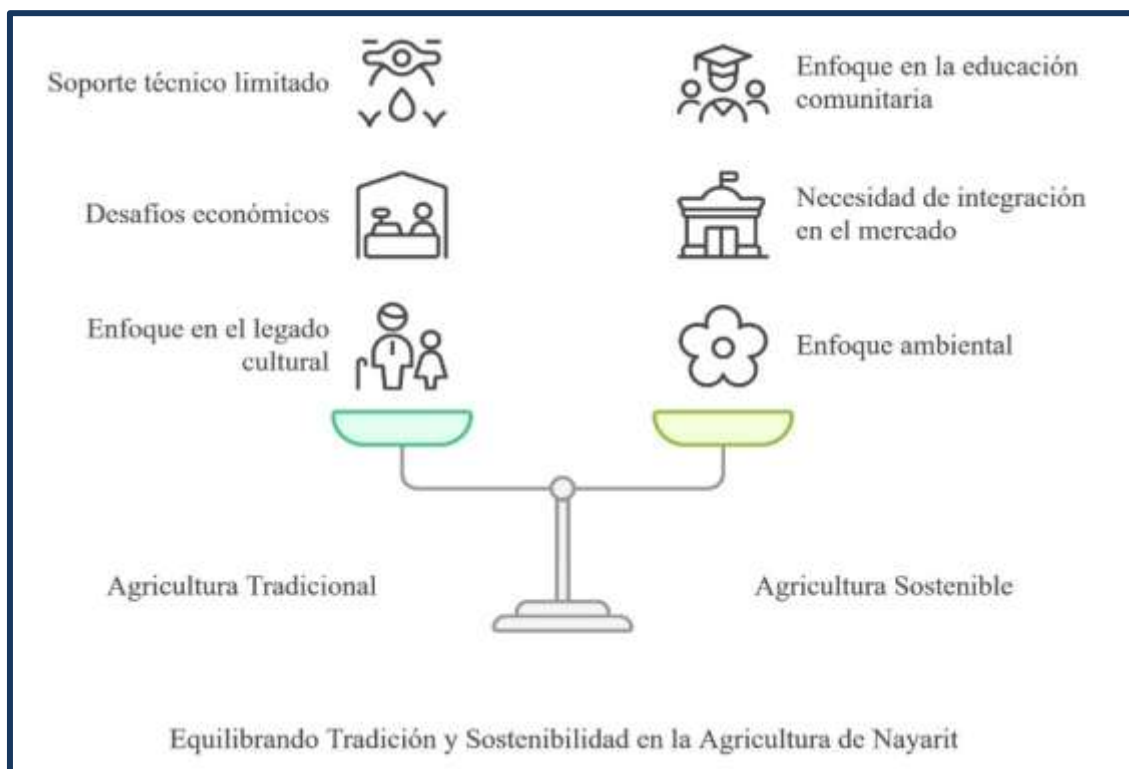 Soporte técnico limitado
Enfoque en la educación
comunitaria
Desafíos económicos
Necesidad de integración
en el mercado
Enfoque en el legado
cultural
Enfoque ambiental
Agricultura Tradicional
Agricultura Sostenible
Equilibrando Tradición y Sostenibilidad en la Agricultura de Nayarit